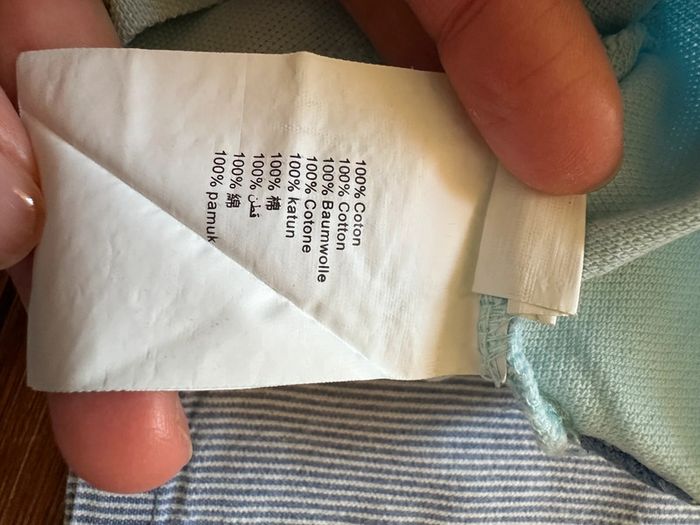 100% Coton
100% Cotton
100% Baumwolle
100% Cotone
100% katun
100% 棉
100% قطن
100% 綿
100% pamuk